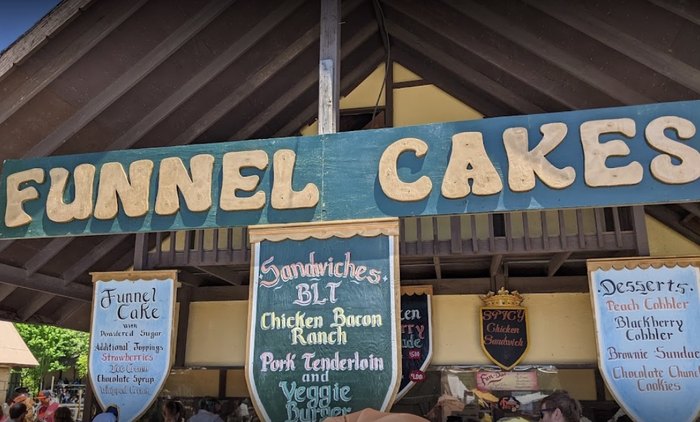 FUNNEL CAKES
Funnel
Cake
with
Powdered Sugar
Additional Toppings
Strawberries
Ice Cream
Chocolate Syrup
Whipped Cream
Sandwiches
BLT
Chicken Bacon
Ranch
Pork Tenderloin
and
Veggie
Burger
SPICY
Chicken
Sandwich
Desserts
Peach Cobbler
Blackberry
Cobbler
Brownie Sunda
Chocolate Chunk
Cookies